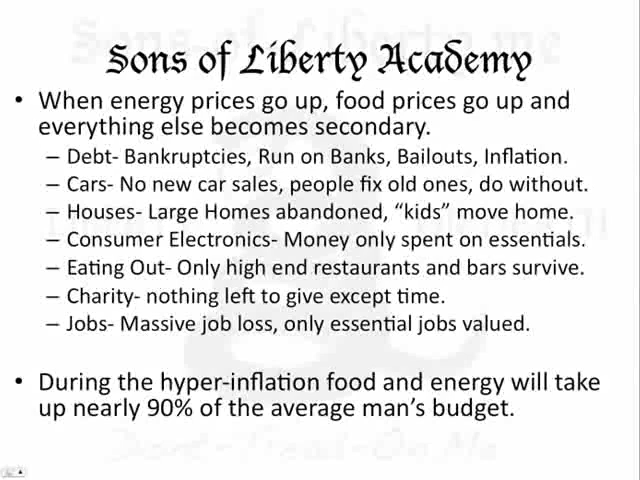 Sons of Liberty Academy
• When energy prices go up, food prices go up and
everything else becomes secondary.
– Debt- Bankruptcies, Run on Banks, Bailouts, Inflation.
– Cars- No new car sales, people fix old ones, do without.
– Houses- Large Homes abandoned, “kids” move home.
– Consumer Electronics- Money only spent on essentials.
– Eating Out- Only high end restaurants and bars survive.
– Charity- nothing left to give except time.
– Jobs- Massive job loss, only essential jobs valued.
• During the hyper-inflation food and energy will take
up nearly 90% of the average man’s budget.